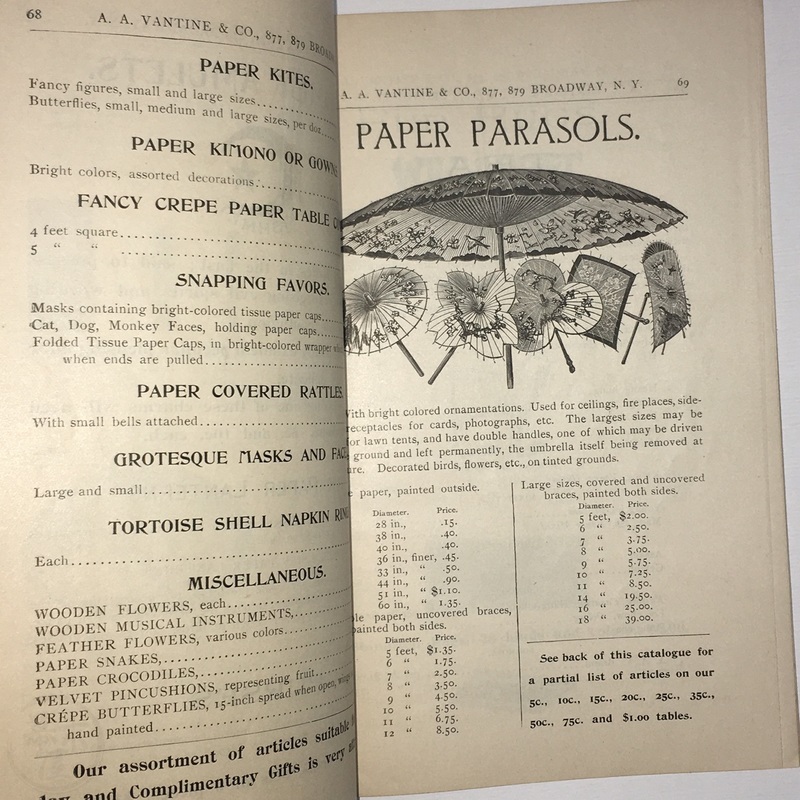 68
A. A. VANTINE & CO., 877, 879
PAPER KITES.
Fancy figures, small and large sizes
Butterflies, small, medium and large sizes, per doz
PAPER KIMONO OR
Bright colors, assorted decorations
FANCY CREPE PAPER TABLE
4 feet square
5 “ “
SNAPPING FAVORS.
Masks containing bright-colored tissue paper caps
Cat, Dog, Monkey Faces, holding paper caps
Folded Tissue Paper Caps, in bright-colored wrapper
when ends are pulled
PAPER COVERED RATTLES.
With small bells attached
GROTESQUE MASKS AND
Large and small
TORTOISE SHELL NAPKIN
Each
MISCELLANEOUS.
WOODEN FLOWERS, each
WOODEN MUSICAL INSTRUMENTS,
FEATHER FLOWERS, various colors
PAPER SNAKES,
PAPER CROCODILES,
VELVET PINCUSHIONS, representing fruit
CRÉPE BUTTERFLIES, 15-inch spread when open,
hand painted
Our assortment of articles suitable
and Complimentary Gifts is very
A. A. VANTINE & CO., 877, 879 BROADWAY, N. Y.
69
PAPER PARASOLS.
With bright colored ornamentations. Used for ceilings, fire places, side-
receptacles for cards, photographs, etc. The largest sizes may be
for lawn tents, and have double handles, one of which may be driven
ground and left permanently, the umbrella itself being removed at
Decorated birds, flowers, etc., on tinted grounds.
paper, painted outside.
Diameter. Price.
28 in., .15.
38 in., .40.
40 in., .40.
36 in., finer, .45.
33 in., “ .50.
44 in., “ .90.
51 in., “ $1.10.
60 in., “ 1.35.
paper, uncovered braces,
painted both sides.
Diameter. Price.
5 feet, $1.35.
6 “ 1.75.
7 “ 2.50.
8 “ 3.50.
9 “ 4.50.
10 “ 5.50.
11 “ 6.75.
12 “ 8.50.
Large sizes, covered and uncovered
braces, painted both sides.
Diameter. Price.
5 feet, $2.00.
6 “ 2.50.
7 “ 3.75.
8 “ 5.00.
9 “ 5.75.
10 “ 7.25.
11 “ 8.50.
14 “ 19.50.
16 “ 25.00.
18 “ 39.00.
See back of this catalogue for
a partial list of articles on our
5c., 10c., 15c., 20c., 25c., 35c.,
50c., 75c. and $1.00 tables.